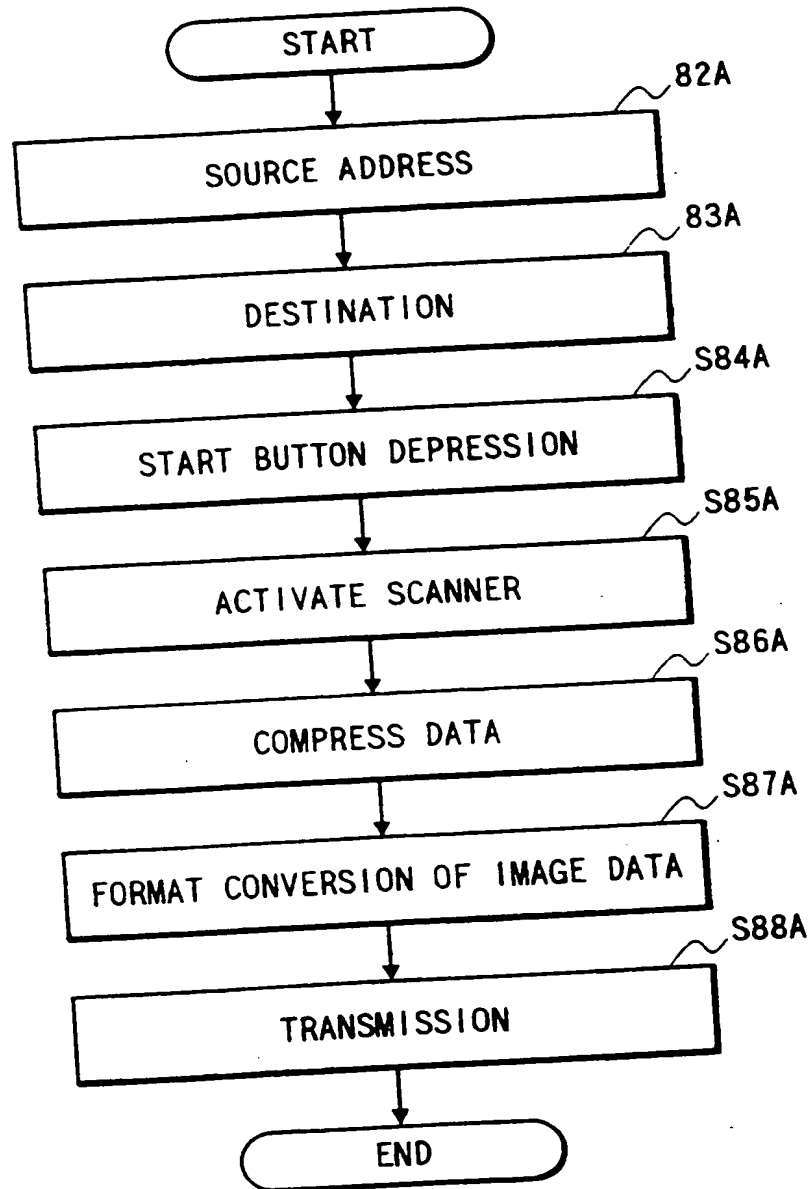 START
82A
SOURCE ADDRESS
83A
DESTINATION
S84A
START BUTTON DEPRESSION
S85A
ACTIVATE SCANNER
S86A
COMPRESS DATA
S87A
FORMAT CONVERSION OF IMAGE DATA
S88A
TRANSMISSION
END